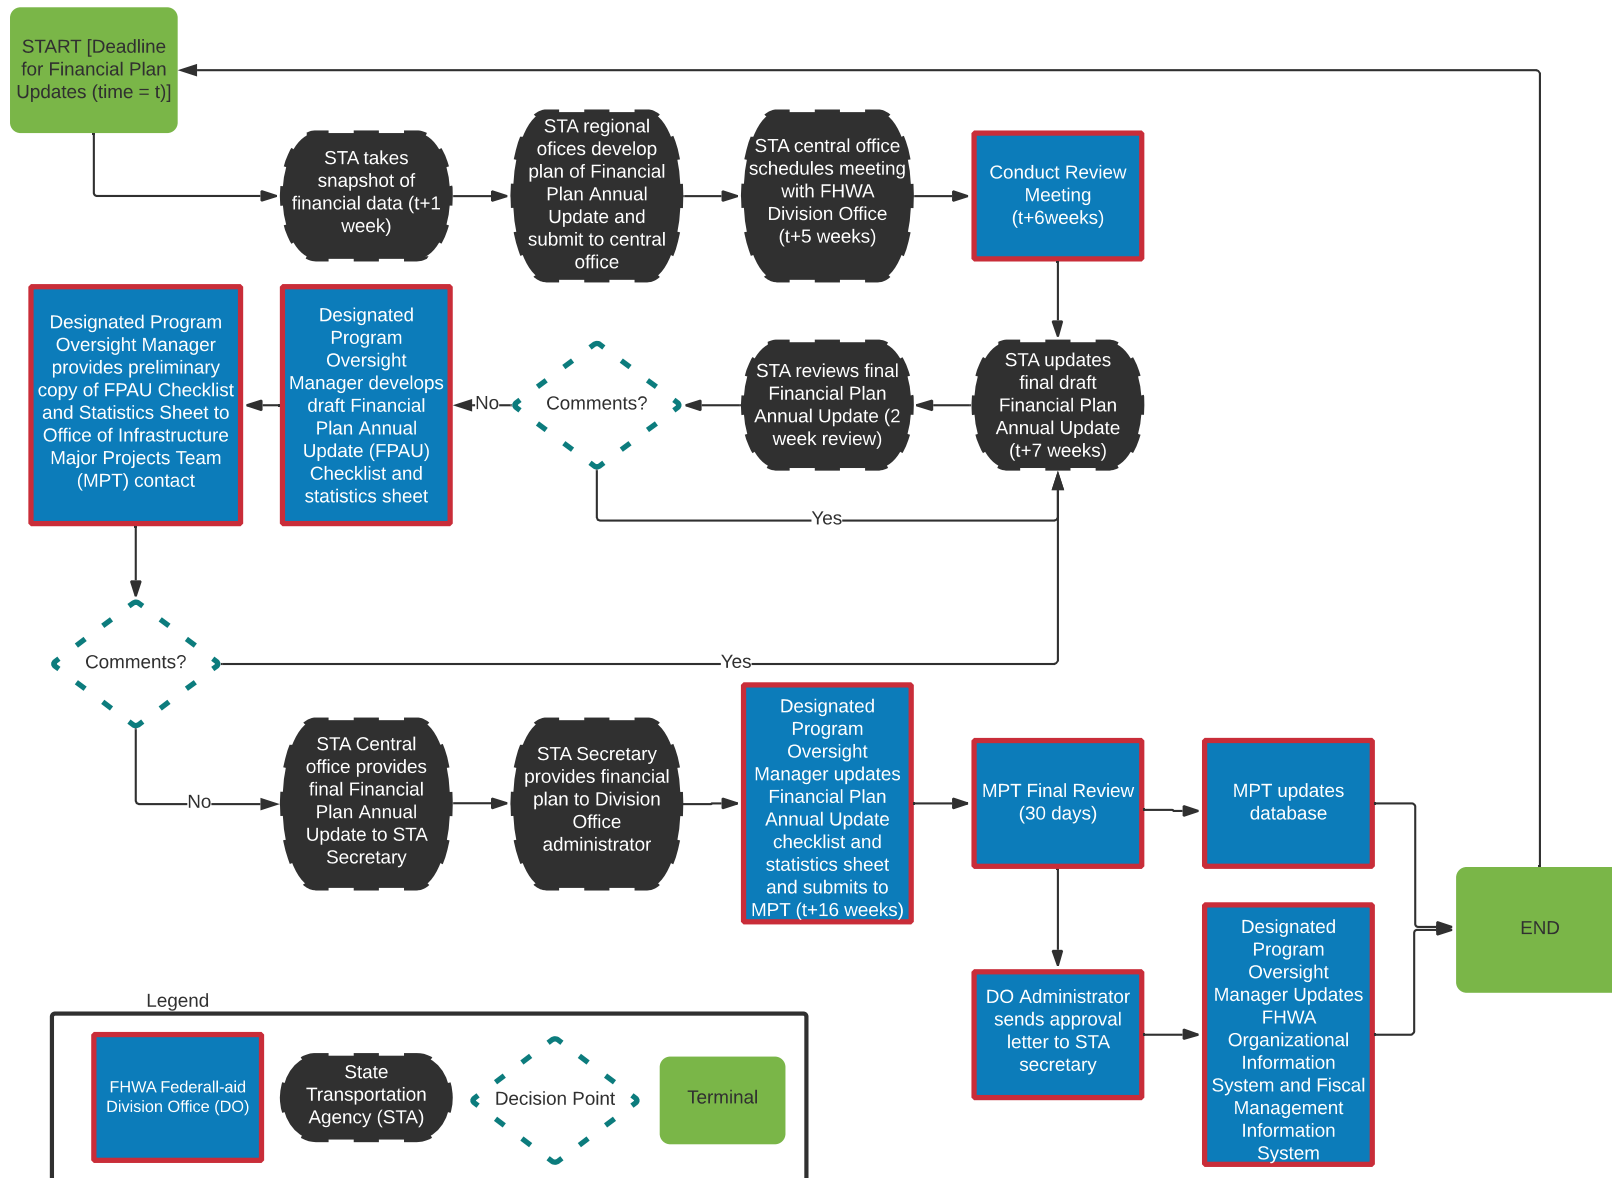 START [Deadline
for Financial Plan
Updates (time = t)]
STA takes
snapshot of
financial data (t+1
week)
STA regional
ofices develop
plan of Financial
Plan Annual
Update and
submit to central
office
STA central office
schedules meeting
with FHWA
Division Office
(t+5 weeks)
Conduct Review
Meeting
(t+6weeks)
Designated Program
Oversight Manager
provides preliminary
copy of FPAU Checklist
and Statistics Sheet to
Office of Infrastructure
Major Projects Team
(MPT) contact
Designated
Program
Oversight
Manager develops
draft Financial
Plan Annual
Update (FPAU)
Checklist and
statistics sheet
No
Comments?
STA reviews final
Financial Plan
Annual Update (2
week review)
STA updates
final draft
Financial Plan
Annual Update
(t+7 weeks)
Yes
Comments?
Yes
No
STA Central
office provides
final Financial
Plan Annual
Update to STA
Secretary
STA Secretary
provides financial
plan to Division
Office
administrator
Designated
Program
Oversight
Manager updates
Financial Plan
Annual Update
checklist and
statistics sheet
and submits to
MPT (t+16 weeks)
MPT Final Review
(30 days)
MPT updates
database
END
DO Administrator
sends approval
letter to STA
secretary
Designated
Program
Oversight
Manager Updates
FHWA
Organizational
Information
System and Fiscal
Management
Information
System
Legend
FHWA Federall-aid
Division Office (DO)
State
Transportation
Agency (STA)
Decision Point
Terminal